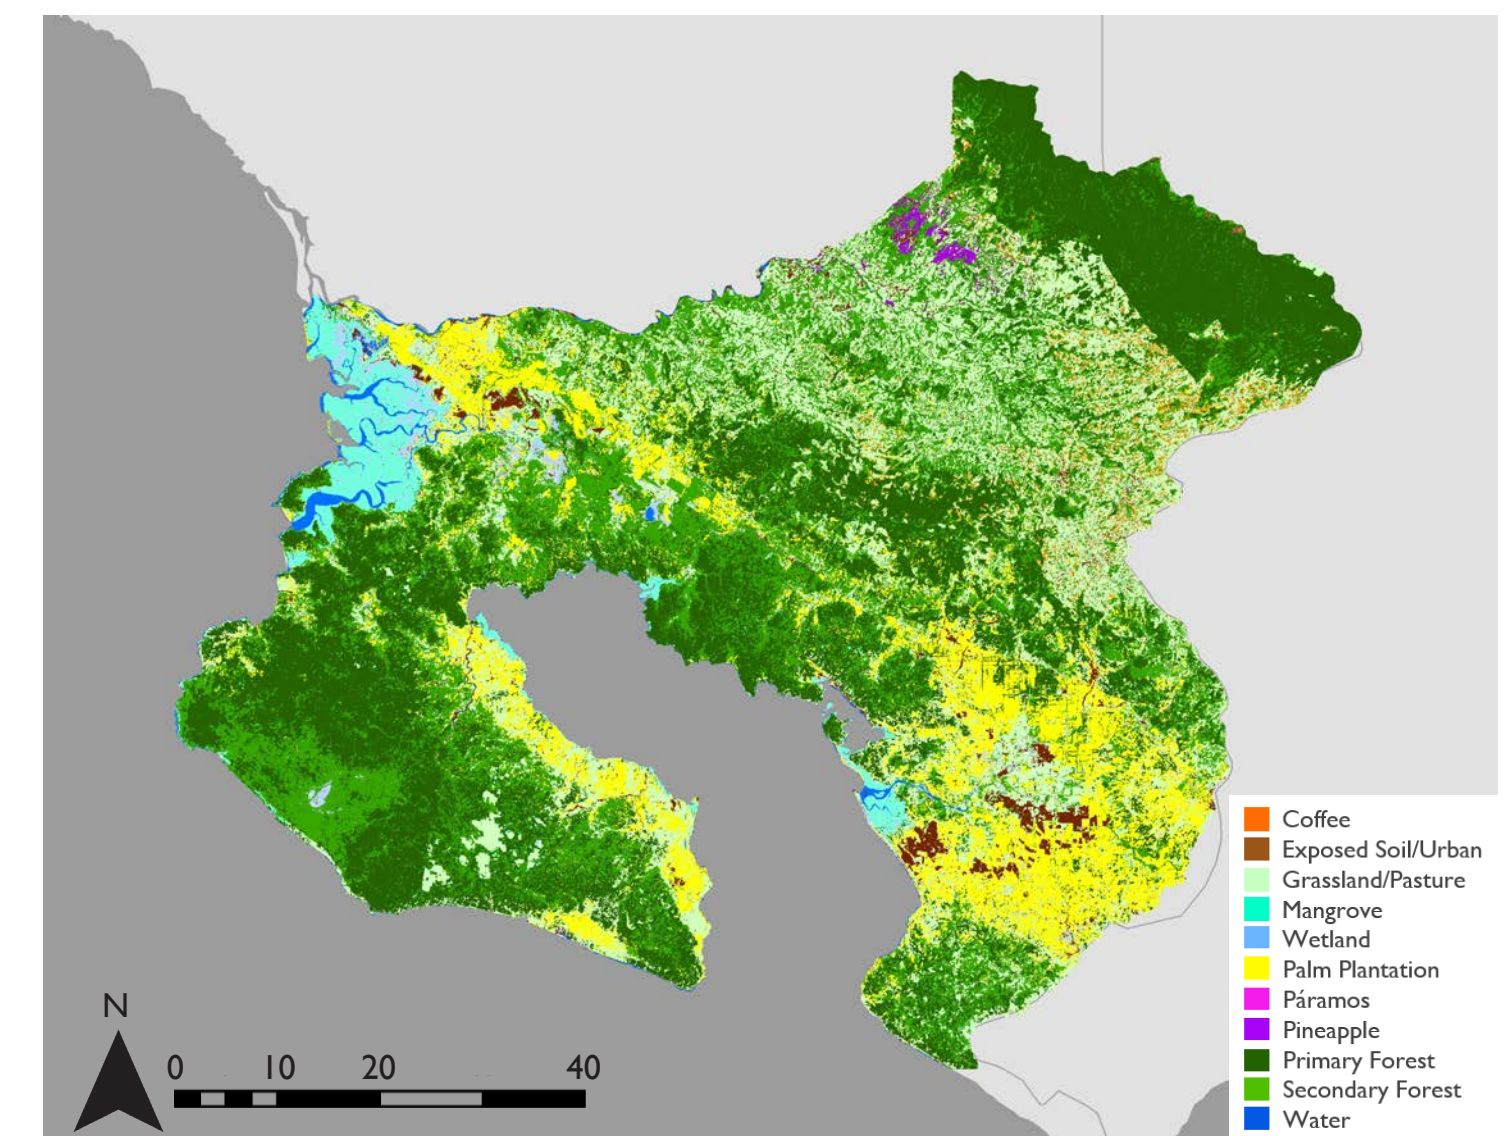 Coffee
Exposed Soil/Urban
Grassland/Pasture
Mangrove
Wetland
Palm Plantation
Páramos
Pineapple
Primary Forest
Secondary Forest
Water
N
0 10 20 40